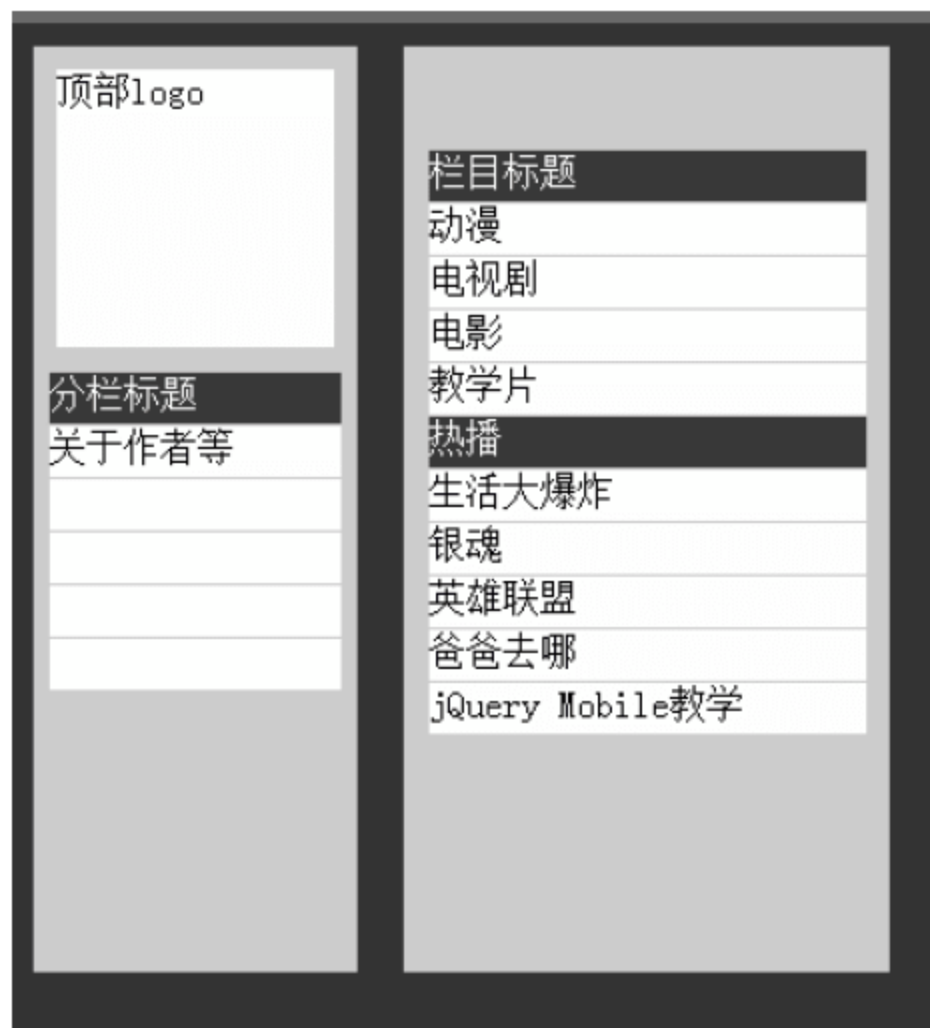 顶部logo
分栏标题
关于作者等
栏目标题
动漫
电视剧
电影
教学片
热播
生活大爆炸
银魂
英雄联盟
爸爸去哪
jQuery Mobile教学